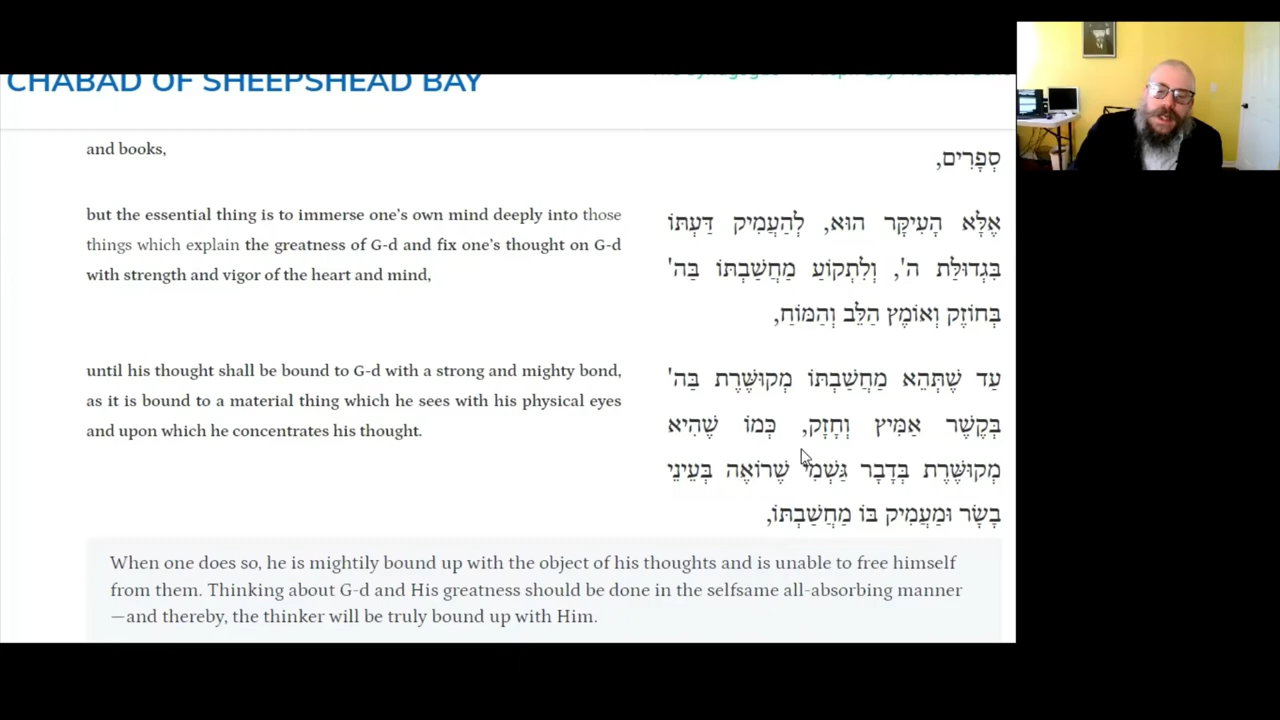 CHABAD OF SHEEPSHEAD BAY
and books,
סְפָרִים,
but the essential thing is to immerse one’s own mind deeply into those
things which explain the greatness of G-d and fix one’s thought on G-d
with strength and vigor of the heart and mind,
אֶלָּא הָעִיקָּר הוּא, לְהַעֲמִיק דַּעְתּוֹ
בִּגְדוּלַּת ה', וְלִתְקוֹעַ מַחֲשַׁבְתּוֹ בַּה'
בְּחוֹזֶק וְאוֹמֶץ הַלֵּב וְהַמּוֹחַ,
until his thought shall be bound to G-d with a strong and mighty bond,
as it is bound to a material thing which he sees with his physical eyes
and upon which he concentrates his thought.
עַד שֶׁתְּהֵא מַחֲשַׁבְתּוֹ מְקוּשֶּׁרֶת בַּה'
בְּקֶשֶׁר אַמִּיץ וְחָזָק, כְּמוֹ שֶׁהִיא
מְקוּשֶּׁרֶת בְּדָבָר גַּשְׁמִי שֶׁרוֹאֶה בְּעֵינֵי
בָשָׂר וּמַעֲמִיק בּוֹ מַחֲשַׁבְתּוֹ,
When one does so, he is mightily bound up with the object of his thoughts and is unable to free himself
from them. Thinking about G-d and His greatness should be done in the selfsame all-absorbing manner
—and thereby, the thinker will be truly bound up with Him.